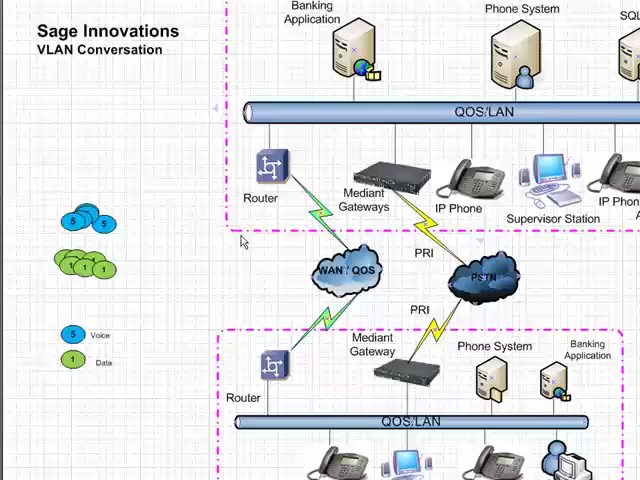 Sage Innovations
VLAN Conversation
Banking
Application
Phone System
SQL
QOS/LAN
Router
Mediant
Gateways
IP Phone
Supervisor Station
IP Phon
5
5
1
1
1
WAN / QOS
PRI
PSTN
PRI
5 Voice
1 Data
Mediant
Gateway
Phone System
Banking
Application
Router
QOS/LAN